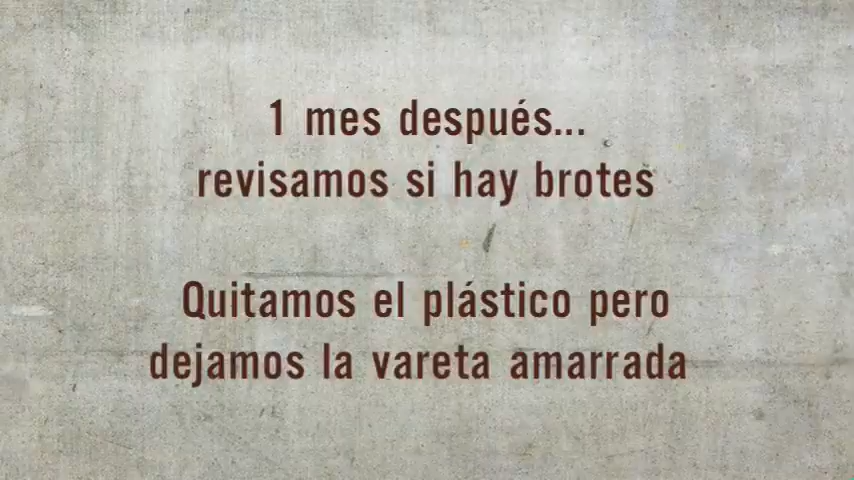 1 mes después...
revisamos si hay brotes
Quitamos el plástico pero
dejamos la vareta amarrada